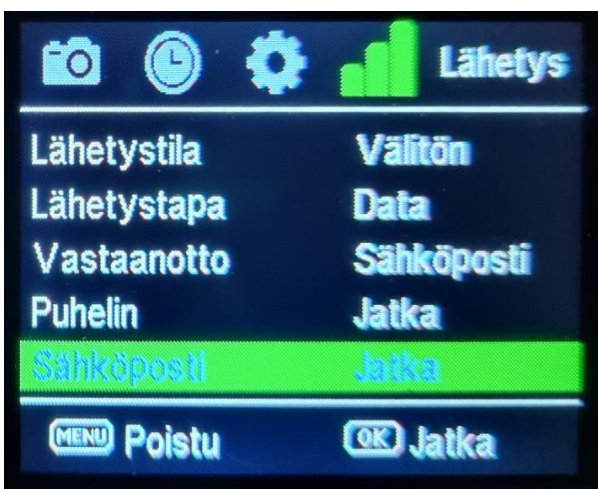 Lähetys
Lähetystila Välitön
Lähetystapa Data
Vastaanotto Sähköposti
Puhelin Jatka
Sähköposti Jatka
MENU Poistu OK Jatka